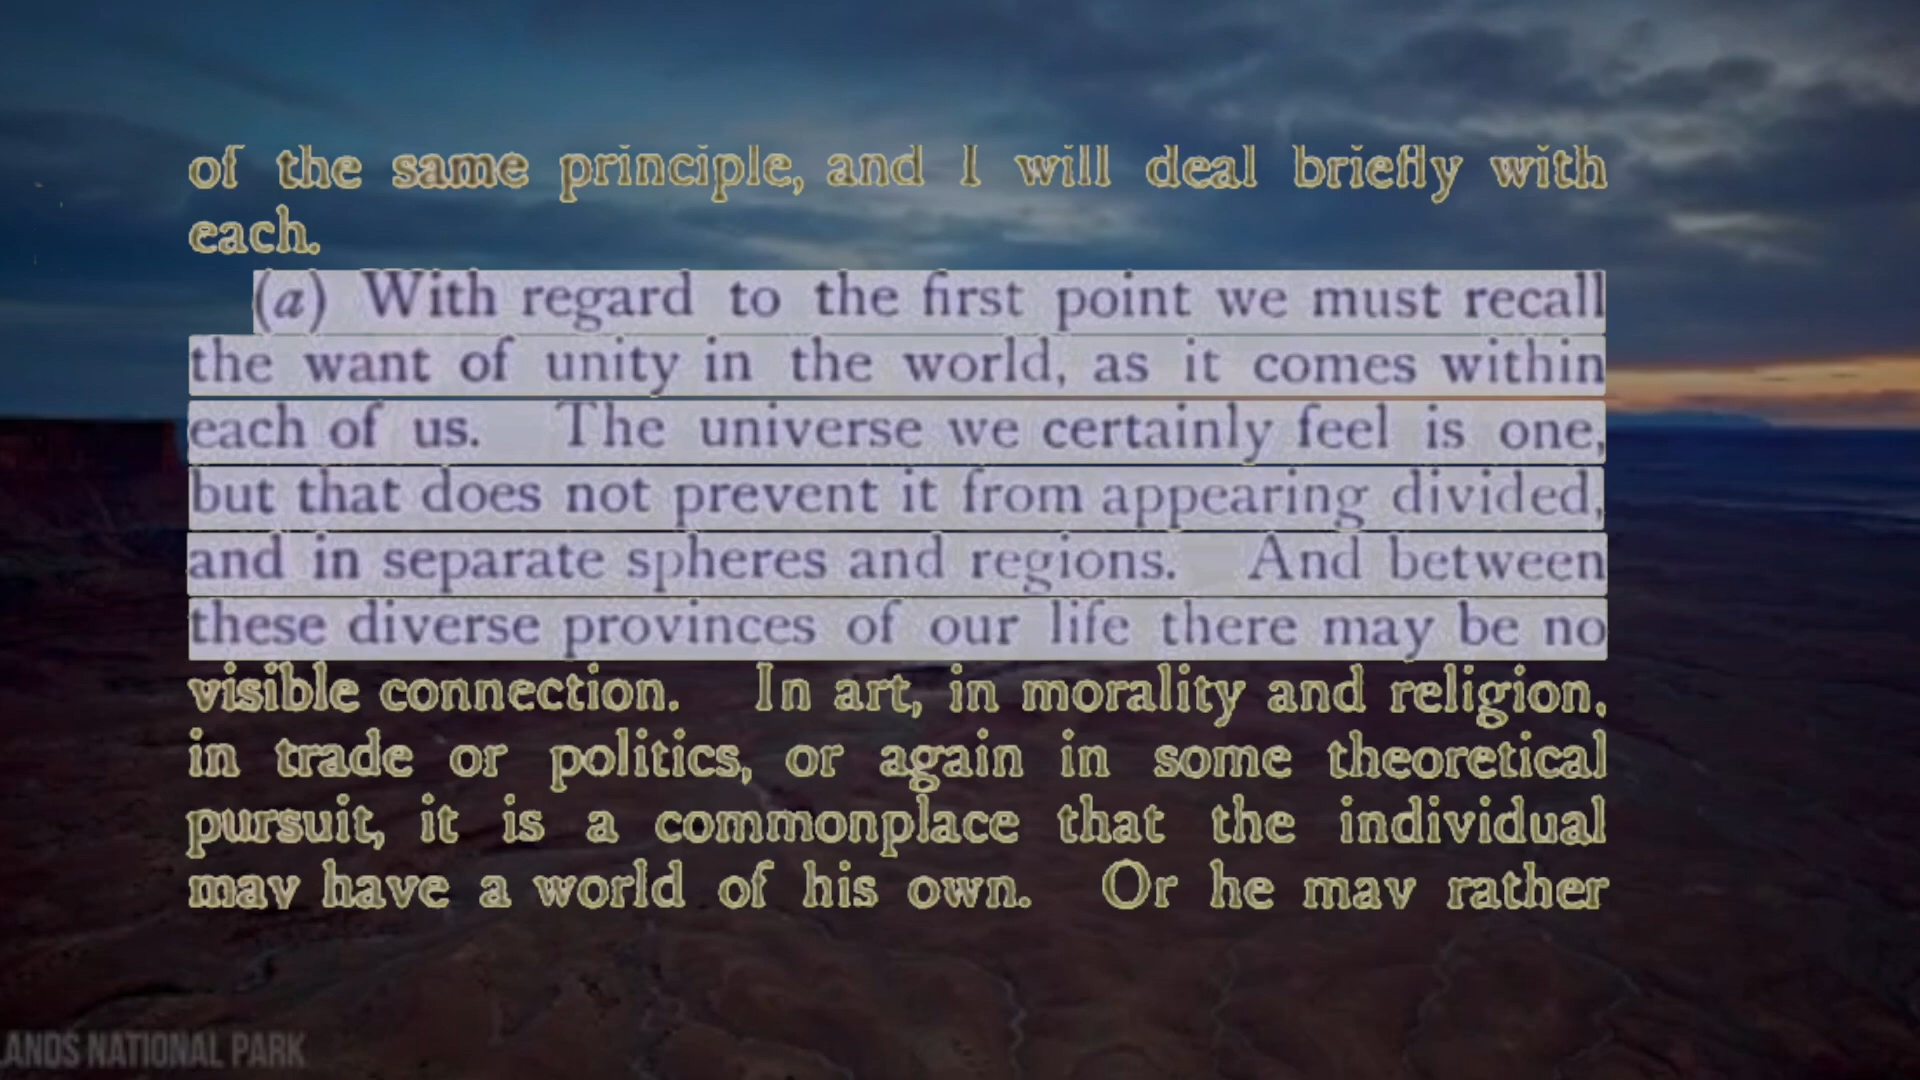 of the same principle, and I will deal briefly with
each.
(a) With regard to the first point we must recall
the want of unity in the world, as it comes within
each of us. The universe we certainly feel is one,
but that does not prevent it from appearing divided,
and in separate spheres and regions. And between
these diverse provinces of our life there may be no
visible connection. In art, in morality and religion,
in trade or politics, or again in some theoretical
pursuit, it is a commonplace that the individual
may have a world of his own. Or he may rather
LANDS NATIONAL PARK